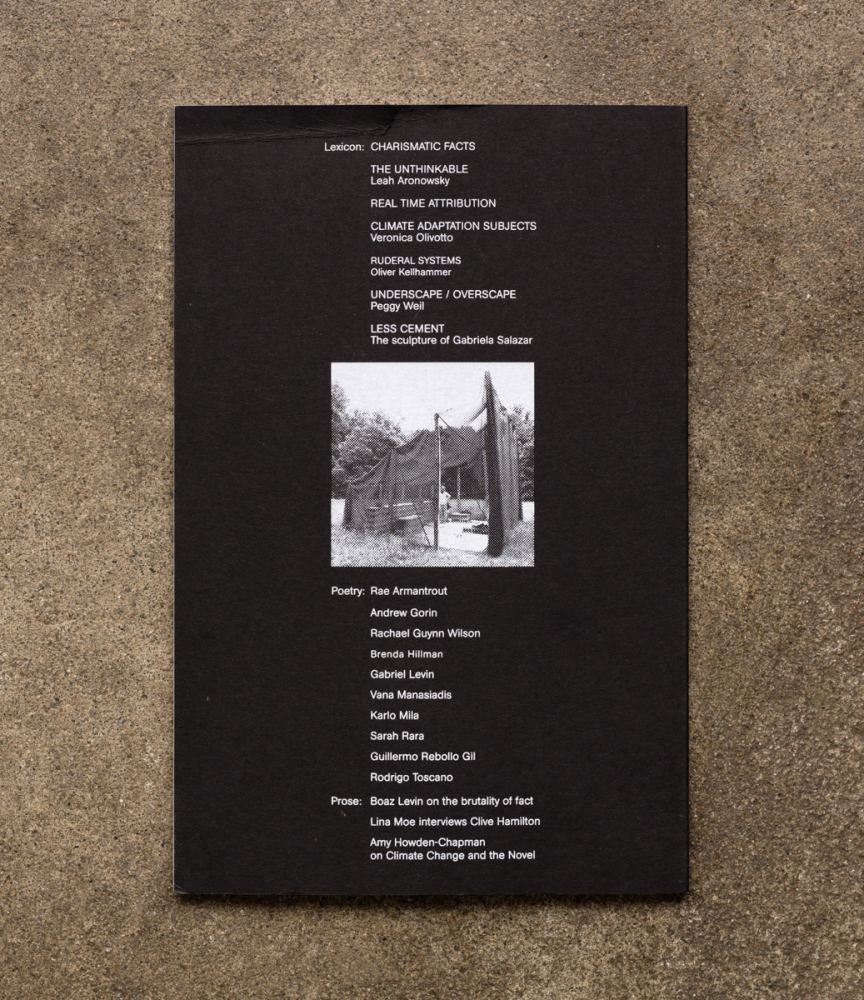 Lexicon: CHARISMATIC FACTS
THE UNTHINKABLE
Leah Aronowsky
REAL TIME ATTRIBUTION
CLIMATE ADAPTATION SUBJECTS
Veronica Olivotto
RUDERAL SYSTEMS
Oliver Kellhammer
UNDERSCAPE / OVERSCAPE
Peggy Weil
LESS CEMENT
The sculpture of Gabriela Salazar
Poetry: Rae Armantrout
Andrew Gorin
Rachael Guynn Wilson
Brenda Hillman
Gabriel Levin
Vana Manasiadis
Karlo Mila
Sarah Rara
Guillermo Rebollo Gil
Rodrigo Toscano
Prose: Boaz Levin on the brutality of fact
Lina Moe interviews Clive Hamilton
Amy Howden-Chapman
on Climate Change and the Novel